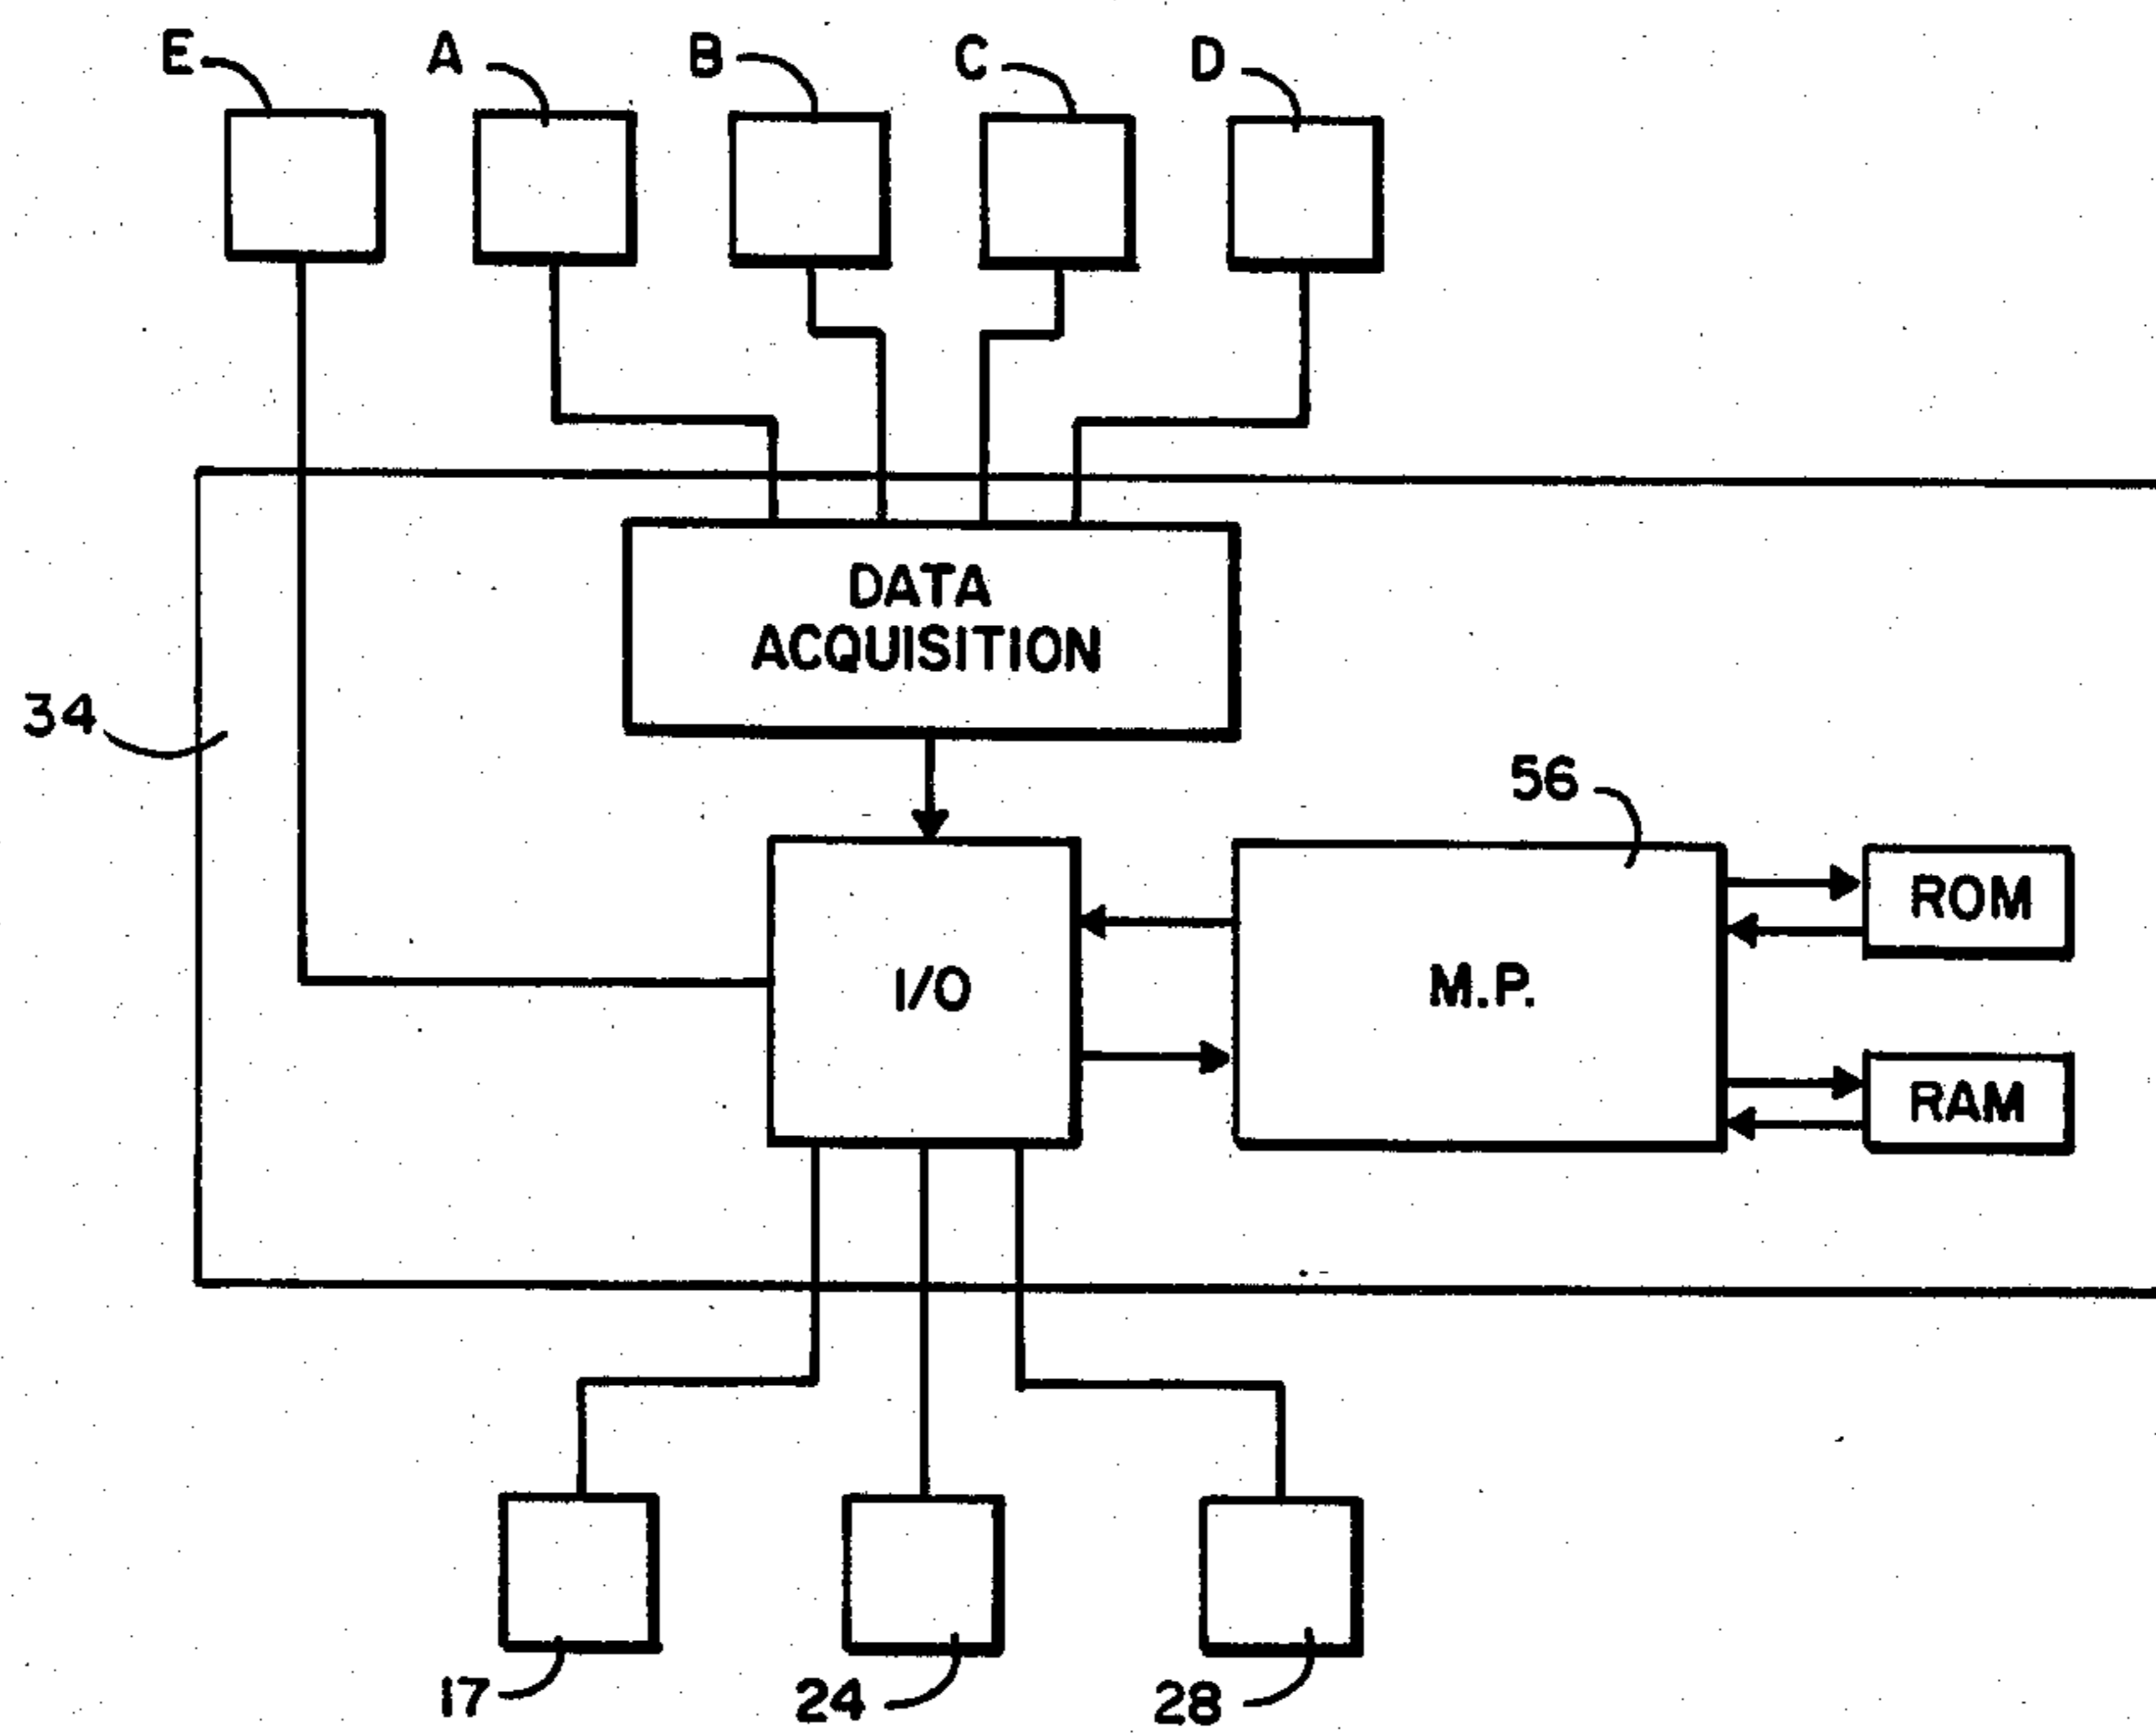 E
A
B
C
D
DATA
ACQUISITION
34
56
ROM
I/O
M.P.
RAM
17
24
28